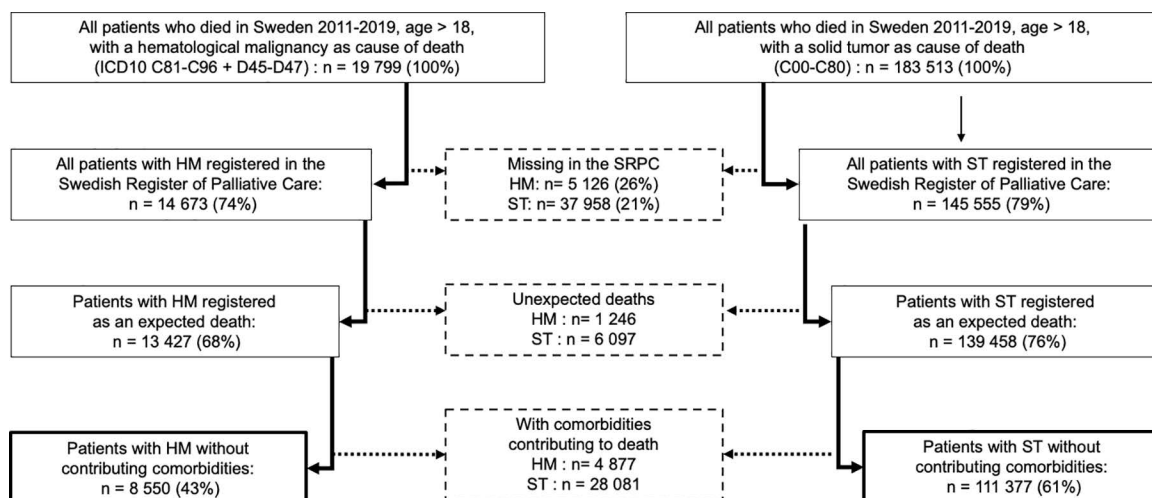 All patients who died in Sweden 2011-2019, age > 18,
with a hematological malignancy as cause of death
(ICD10 C81-C96 + D45-D47) : n = 19 799 (100%)
All patients who died in Sweden 2011-2019, age > 18,
with a solid tumor as cause of death
(C00-C80) : n = 183 513 (100%)
All patients with HM registered in the
Swedish Register of Palliative Care:
n = 14 673 (74%)
Missing in the SRPC
HM: n= 5 126 (26%)
ST: n= 37 958 (21%)
All patients with ST registered in the
Swedish Register of Palliative Care:
n = 145 555 (79%)
Patients with HM registered
as an expected death:
n = 13 427 (68%)
Unexpected deaths
HM : n= 1 246
ST : n = 6 097
Patients with ST registered
as an expected death:
n = 139 458 (76%)
Patients with HM without
contributing comorbidities:
n = 8 550 (43%)
With comorbidities
contributing to death
HM : n= 4 877
ST : n = 28 081
Patients with ST without
contributing comorbidities:
n = 111 377 (61%)